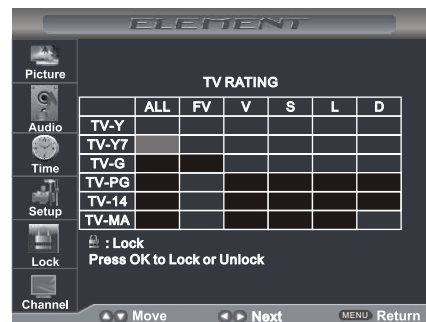 ELEMENT
Picture
Audio
Time
Setup
Lock
Channel
TV RATING
ALL FV V S L D
TV-Y
TV-Y7
TV-G
TV-PG
TV-14
TV-MA
: Lock
Press OK to Lock or Unlock
Move Next MENU Return